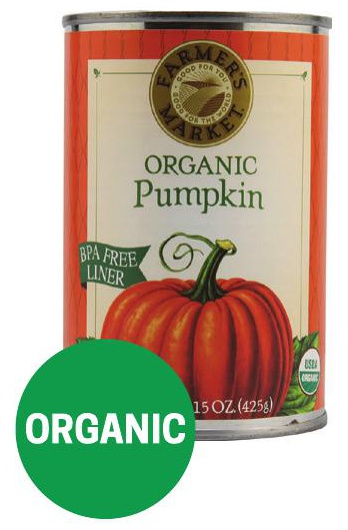 FARMER'S
GOOD FOR YOU
GOOD FOR THE WORLD
MARKET
ORGANIC
Pumpkin
BPA FREE
LINER
USDA
ORGANIC
15 OZ. (425g)
ORGANIC